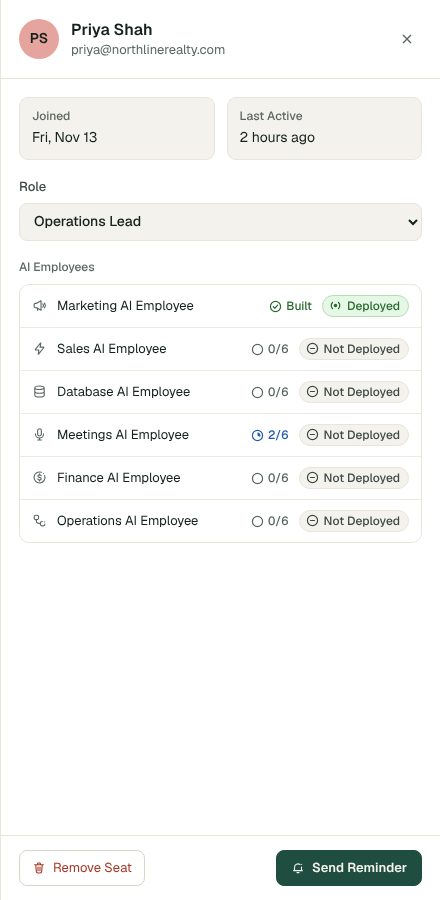 PS
Priya Shah
priya@northlinerealty.com
Joined
Fri, Nov 13
Last Active
2 hours ago
Role
Operations Lead
AI Employees
Marketing AI Employee Built Deployed
Sales AI Employee 0/6 Not Deployed
Database AI Employee 0/6 Not Deployed
Meetings AI Employee 2/6 Not Deployed
Finance AI Employee 0/6 Not Deployed
Operations AI Employee 0/6 Not Deployed
Remove Seat Send Reminder